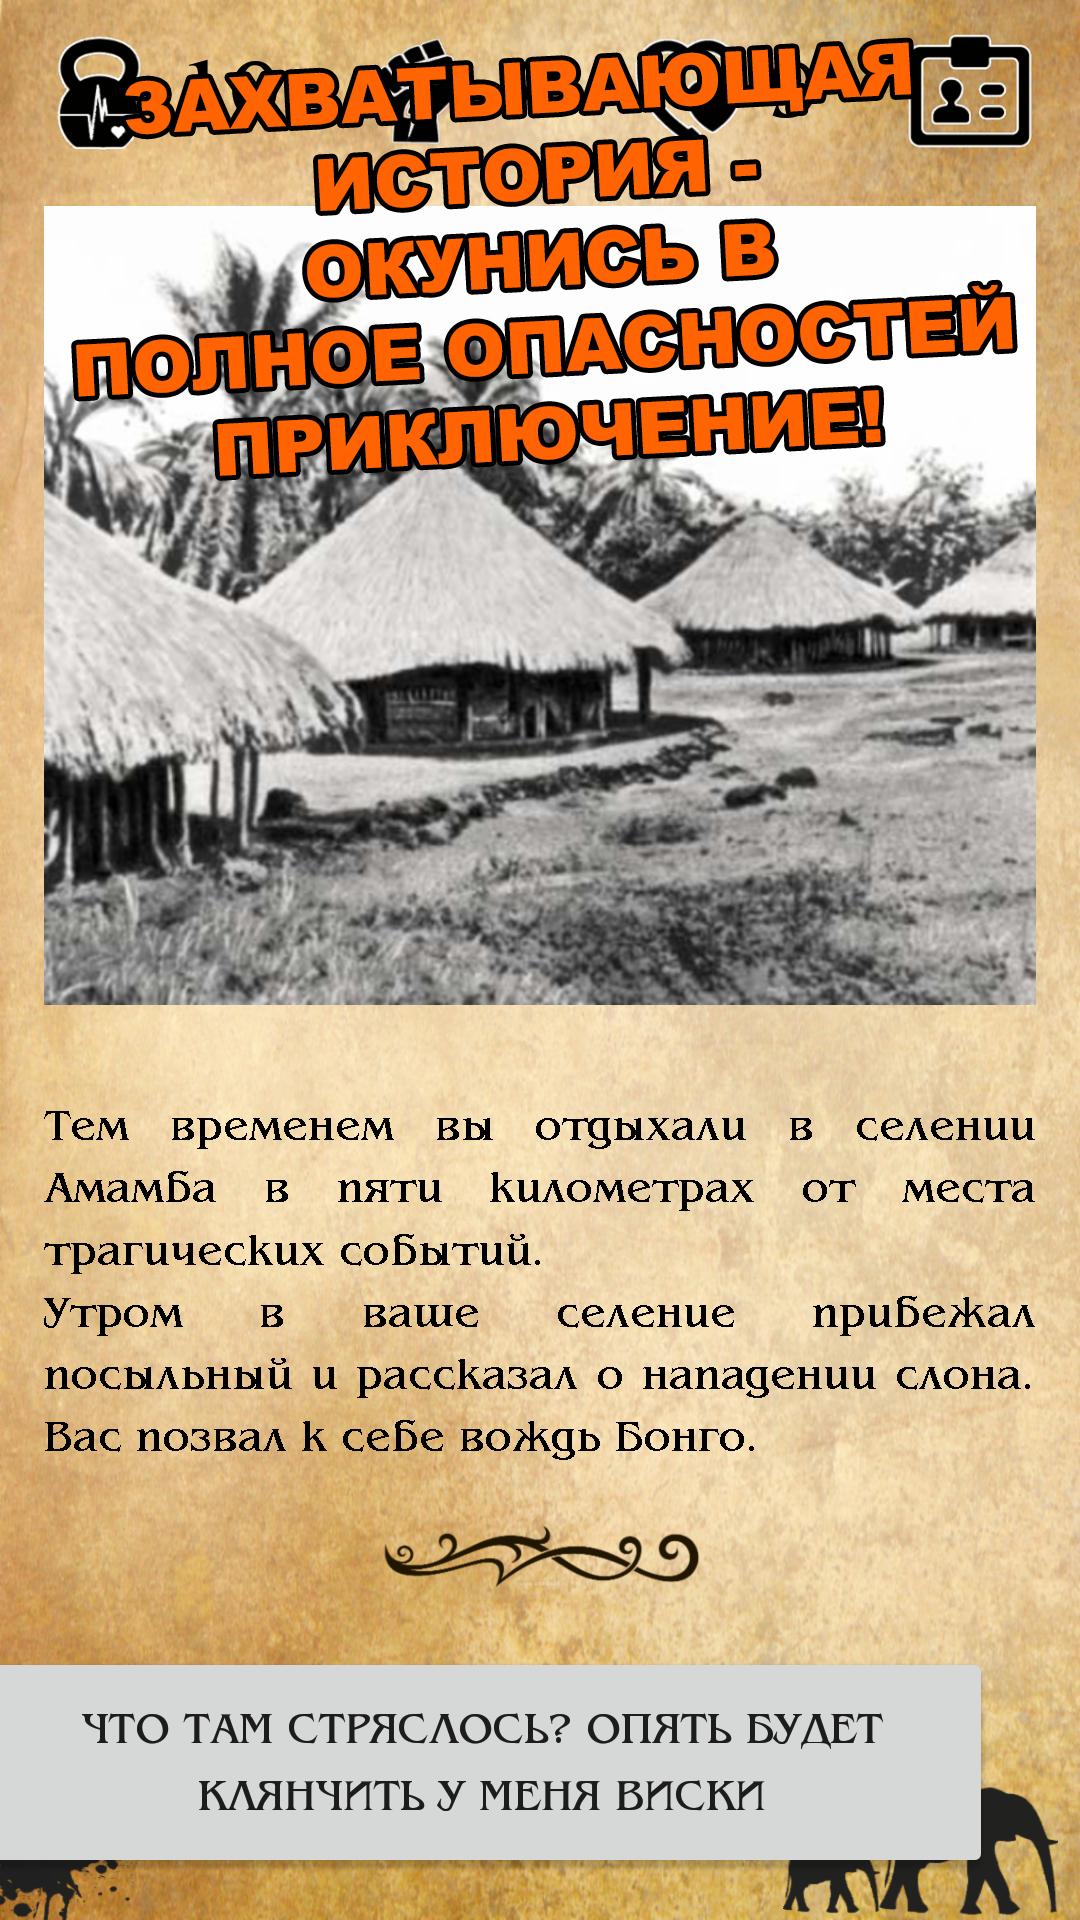 ЗАХВАТЫВАЮЩАЯ
ИСТОРИЯ -
ОКУНИСЬ В
ПОЛНОЕ ОПАСНОСТЕЙ
ПРИКЛЮЧЕНИЕ!
Тем временем вы отдыхали в селении
Амамба в пяти километрах от места
трагических событий.
Утром в ваше селение прибежал
посыльный и рассказал о нападении слона.
Вас позвал к себе вождь Бонго.
ЧТО ТАМ СТРЯСЛОСЬ? ОПЯТЬ БУДЕТ
КЛЯНЧИТЬ У МЕНЯ ВИСКИ